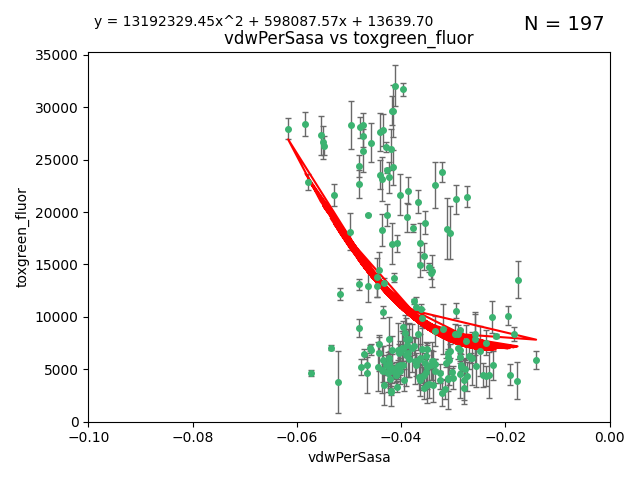 y = 13192329.45x^2 + 598087.57x + 13639.70
N = 197
vdwPerSasa vs toxgreen_fluor
35000
30000
25000
20000
15000
10000
5000
0
toxgreen_fluor
−0.10 −0.08 −0.06 −0.04 −0.02 0.00
vdwPerSasa